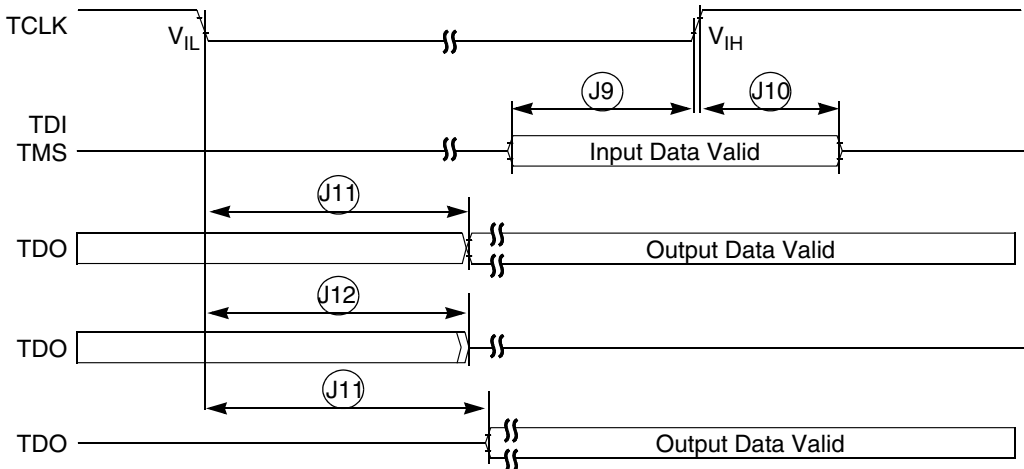 TCLK
V_IL
V_IH
J9
J10
TDI
TMS
Input Data Valid
J11
TDO
Output Data Valid
J12
TDO
J11
TDO
Output Data Valid